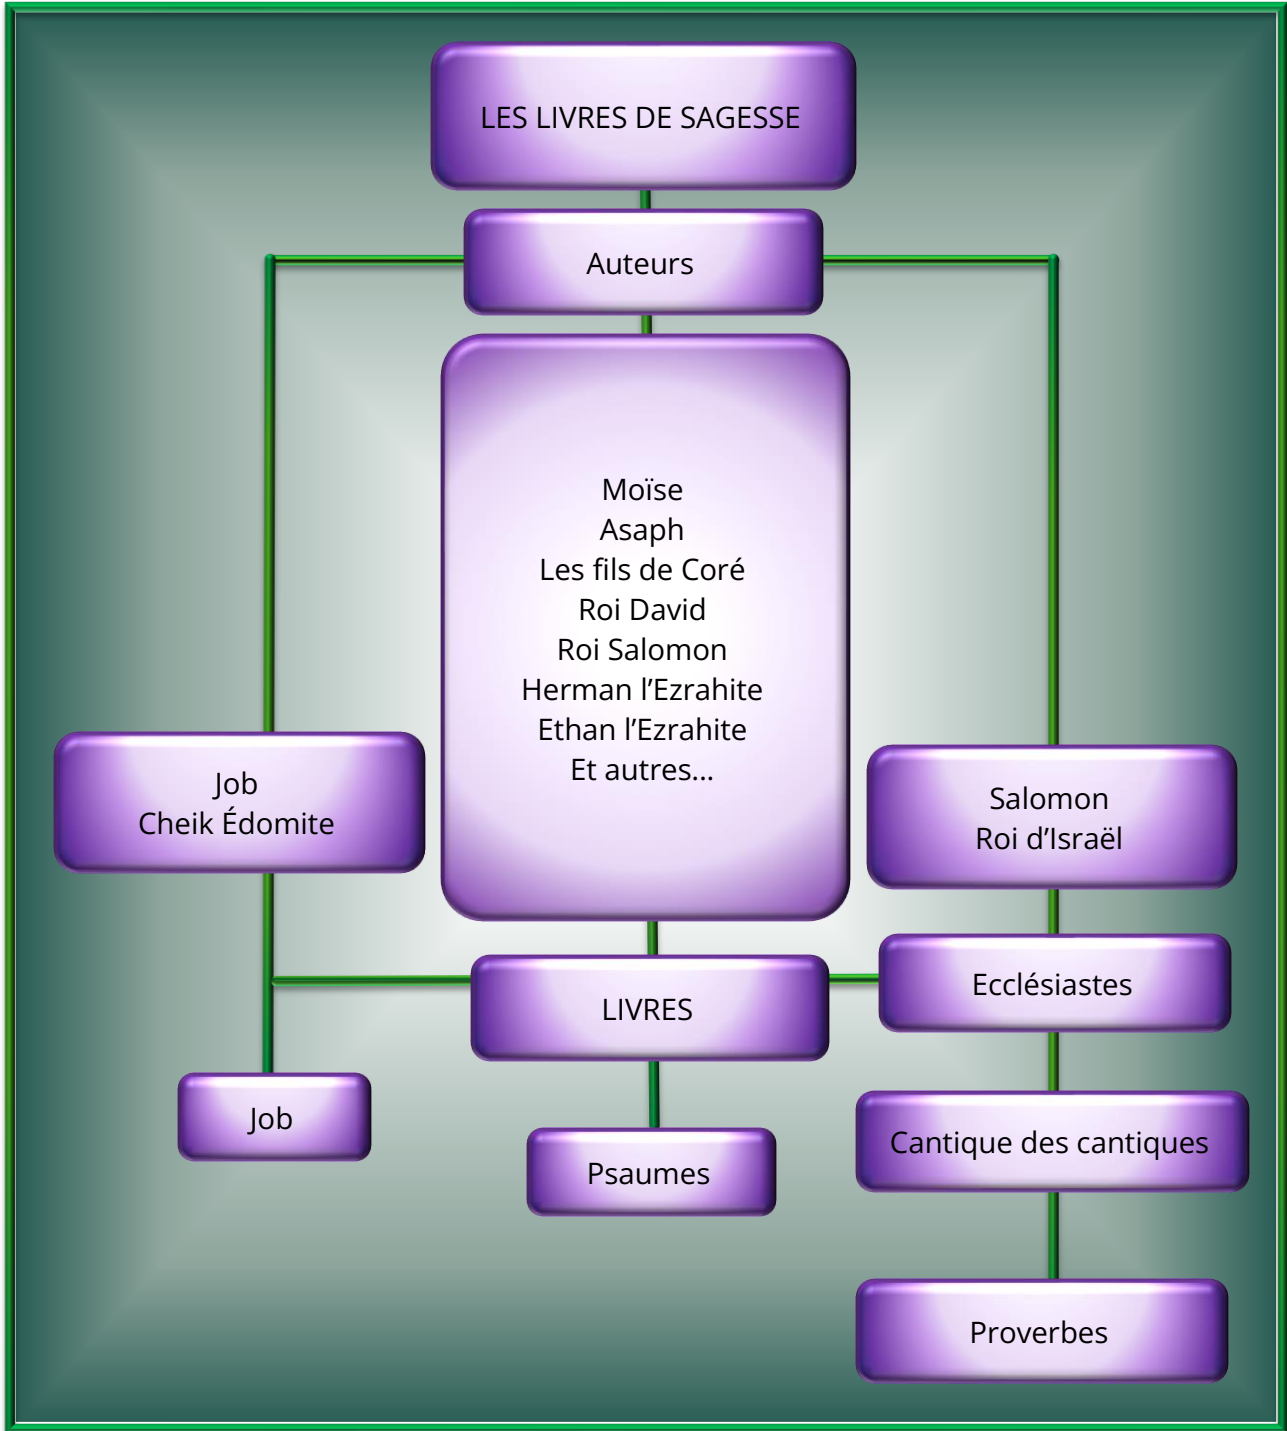 LES LIVRES DE SAGESSE
Auteurs
Moïse
Asaph
Les fils de Coré
Roi David
Roi Salomon
Herman l’Ezrahite
Ethan l’Ezrahite
Et autres...
Job
Cheik Édomite
Salomon
Roi d’Israël
LIVRES
Ecclésiastes
Job
Psaumes
Cantique des cantiques
Proverbes